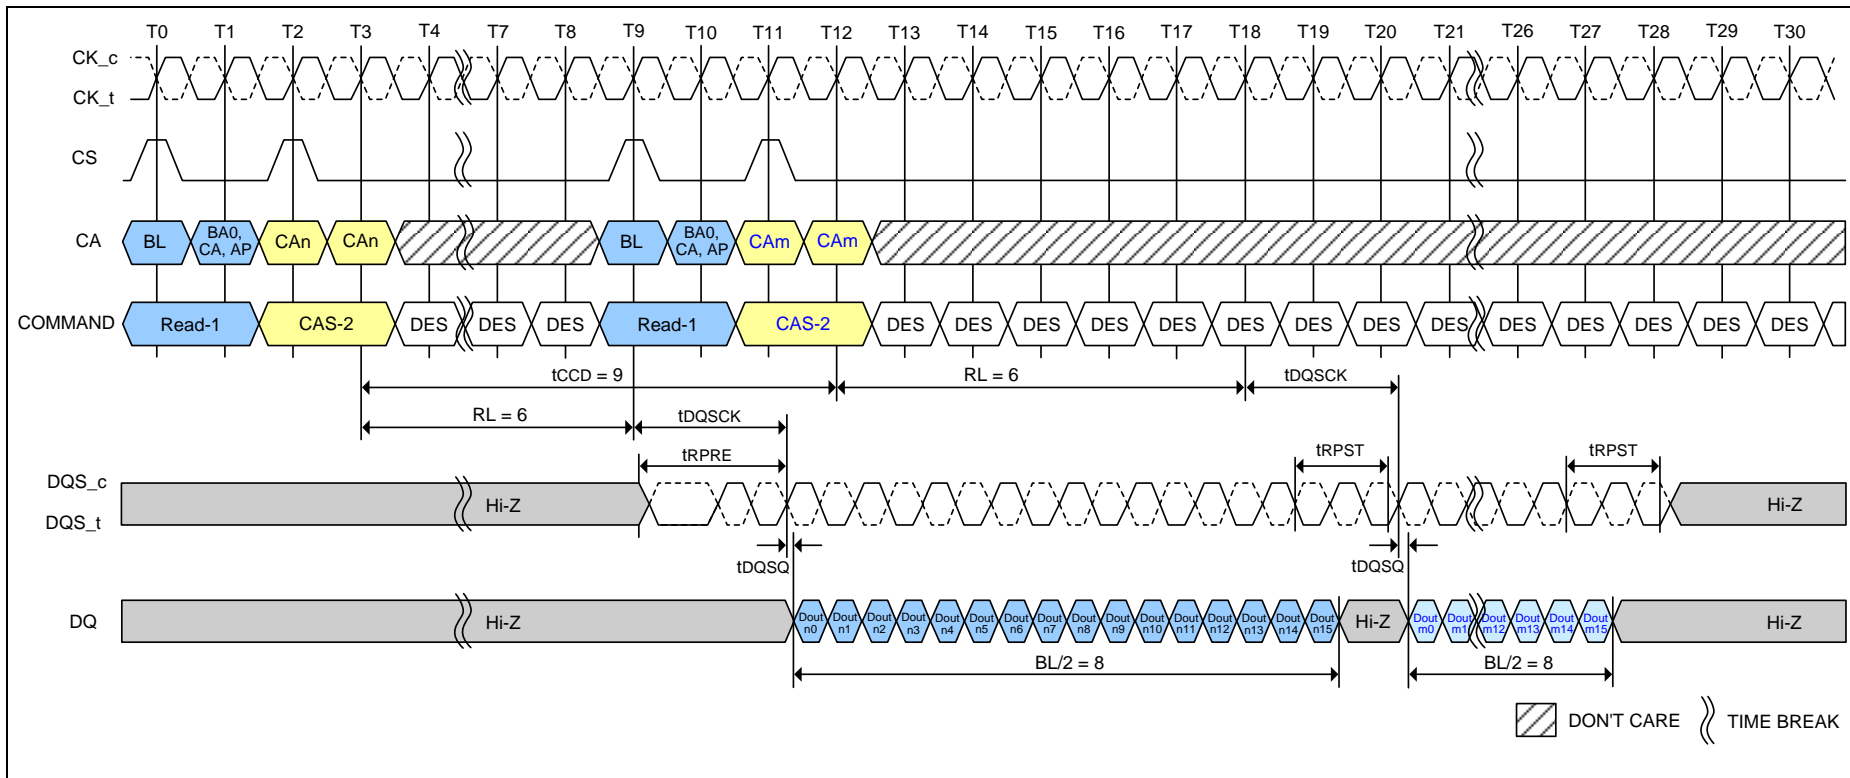 T0 T1 T2 T3 T4 T7 T8 T9 T10 T11 T12 T13 T14 T15 T16 T17 T18 T19 T20 T21 T26 T27 T28 T29 T30
CK_c
CK_t
CS
CA BL BA0, CA, AP CAn CAn BL BA0, CA, AP CAm CAm
COMMAND Read-1 CAS-2 DES DES DES Read-1 CAS-2 DES DES DES DES DES DES DES DES DES DES DES DES DES DES
tCCD = 9 RL = 6 tDQSCK
RL = 6 tDQSCK
tRPRE tRPST tRPST
DQS_c
Hi-Z Hi-Z
DQS_t
tDQSQ tDQSQ
DQ Hi-Z Dout n0 Dout n1 Dout n2 Dout n3 Dout n4 Dout n5 Dout n6 Dout n7 Dout n8 Dout n9 Dout n10 Dout n11 Dout n12 Dout n13 Dout n14 Dout n15 Hi-Z Dout m0 Dout m1 Dout m12 Dout m13 Dout m14 Dout m15 Hi-Z
BL/2 = 8 BL/2 = 8
DON'T CARE TIME BREAK